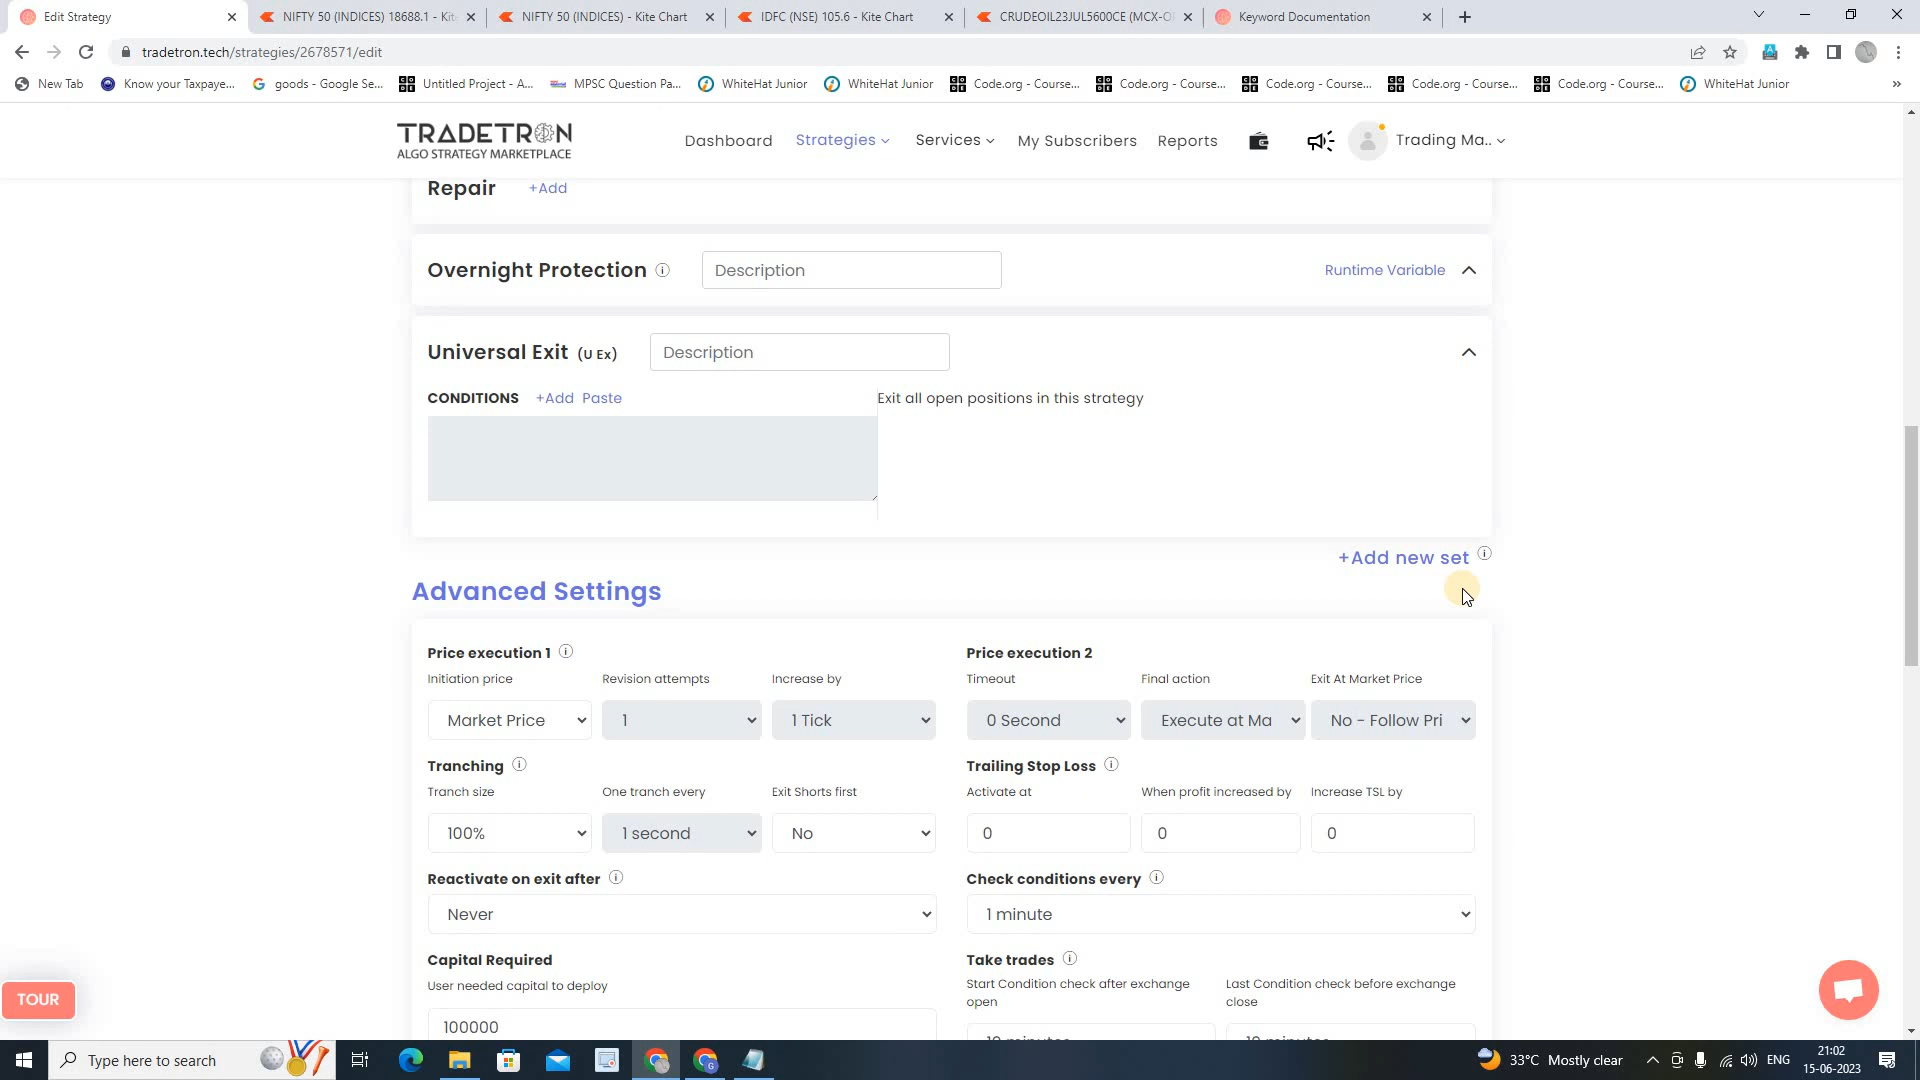 Edit Strategy
NIFTY 50 (INDICES) 18688.1 - Kit
NIFTY 50 (INDICES) - Kite Chart
IDFC (NSE) 105.6 - Kite Chart
CRUDEOIL23JUL5600CE (MCX-O
Keyword Documentation
tradetron.tech/strategies/2678571/edit
New Tab
Know your Taxpaye...
goods - Google Se...
Untitled Project - A...
MPSC Question Pa...
WhiteHat Junior
WhiteHat Junior
Code.org - Course...
Code.org - Course...
Code.org - Course...
Code.org - Course...
Code.org - Course...
WhiteHat Junior
TRADETRON
ALGO STRATEGY MARKETPLACE
Dashboard
Strategies
Services
My Subscribers
Reports
Trading Ma..
Repair +Add
Overnight Protection
Description
Runtime Variable
Universal Exit (U Ex)
Description
CONDITIONS +Add Paste
Exit all open positions in this strategy
+Add new set
Advanced Settings
Price execution 1
Price execution 2
Initiation price
Revision attempts
Increase by
Timeout
Final action
Exit At Market Price
Market Price
1
1 Tick
0 Second
Execute at Ma
No - Follow Pri
Tranching
Trailing Stop Loss
Tranch size
One tranch every
Exit Shorts first
Activate at
When profit increased by
Increase TSL by
100%
1 second
No
0
0
0
Reactivate on exit after
Check conditions every
Never
1 minute
Capital Required
Take trades
User needed capital to deploy
Start Condition check after exchange
open
Last Condition check before exchange
close
100000
10 minutes
10 minutes
TOUR
Type here to search
33°C Mostly clear
ENG
21:02
15-06-2023